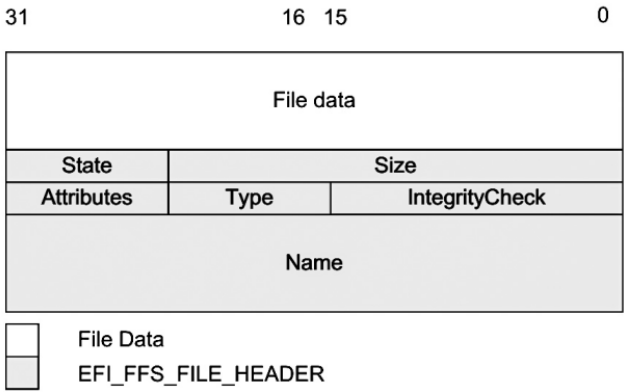 31 16 15 0
File data
State Size
Attributes Type IntegrityCheck
Name
File Data
EFI_FFS_FILE_HEADER